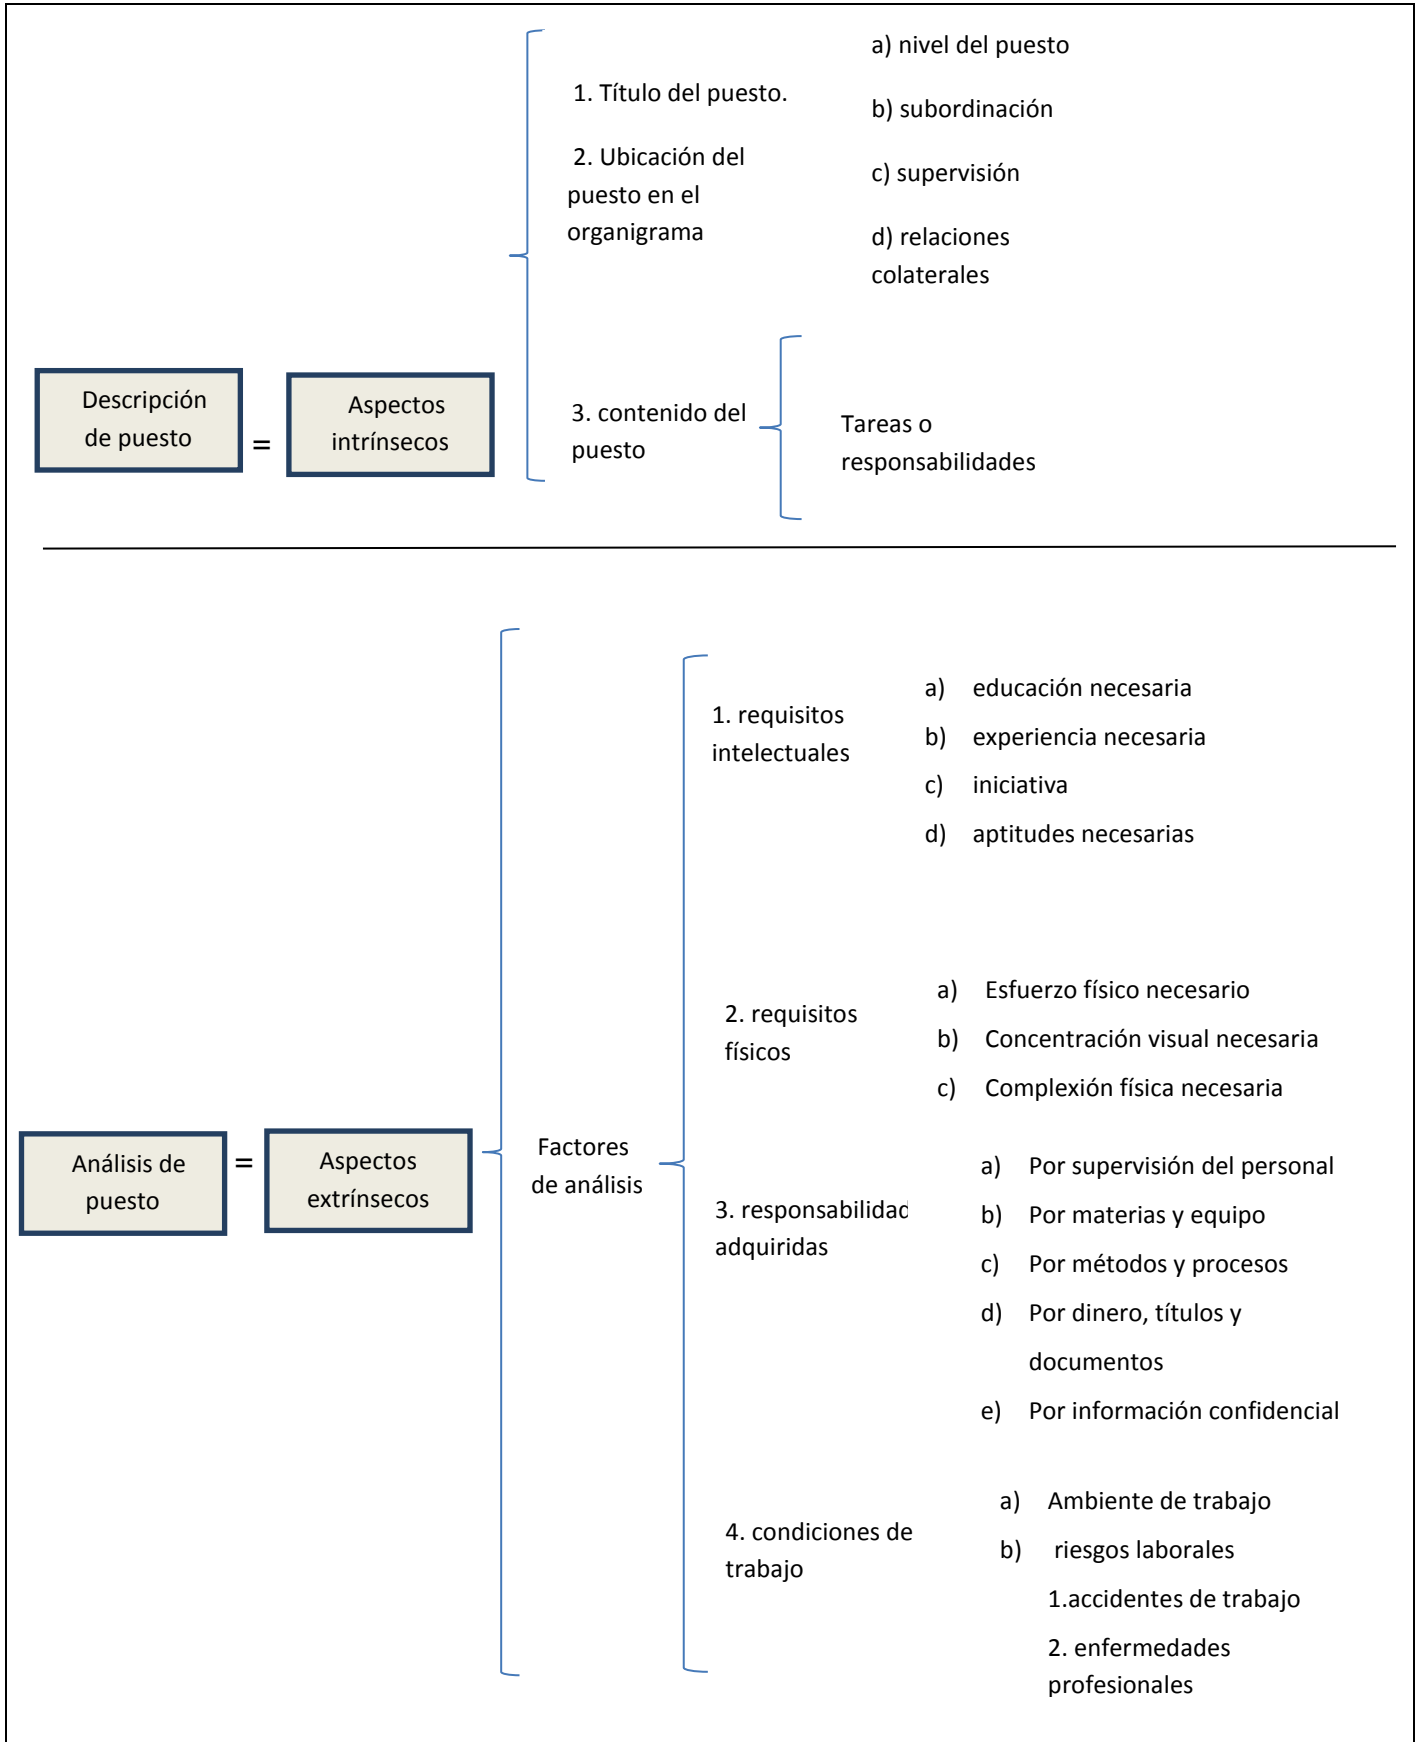 a) nivel del puesto
1. Título del puesto.
b) subordinación
2. Ubicación del
puesto en el
organigrama
c) supervisión
d) relaciones
colaterales
Descripción
de puesto
=
Aspectos
intrínsecos
3. contenido del
puesto
Tareas o
responsabilidades
Análisis de
puesto
=
Aspectos
extrínsecos
Factores
de análisis
1. requisitos
intelectuales
a) educación necesaria
b) experiencia necesaria
c) iniciativa
d) aptitudes necesarias
2. requisitos
físicos
a) Esfuerzo físico necesario
b) Concentración visual necesaria
c) Complexión física necesaria
3. responsabilidad
adquiridas
a) Por supervisión del personal
b) Por materias y equipo
c) Por métodos y procesos
d) Por dinero, títulos y
documentos
e) Por información confidencial
4. condiciones de
trabajo
a) Ambiente de trabajo
b) riesgos laborales
1.accidentes de trabajo
2. enfermedades
profesionales